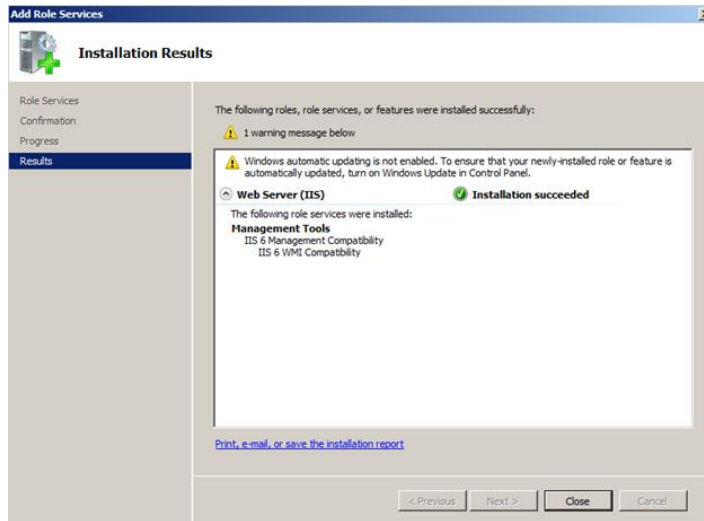 Add Role Services
Installation Results
Role Services
Confirmation
Progress
Results
The following roles, role services, or features were installed successfully:
1 warning message below
Windows automatic updating is not enabled. To ensure that your newly-installed role or feature is
automatically updated, turn on Windows Update in Control Panel.
Web Server (IIS) Installation succeeded
The following role services were installed:
Management Tools
IIS 6 Management Compatibility
IIS 6 WMI Compatibility
Print, e-mail, or save the installation report
< Previous Next > Close Cancel